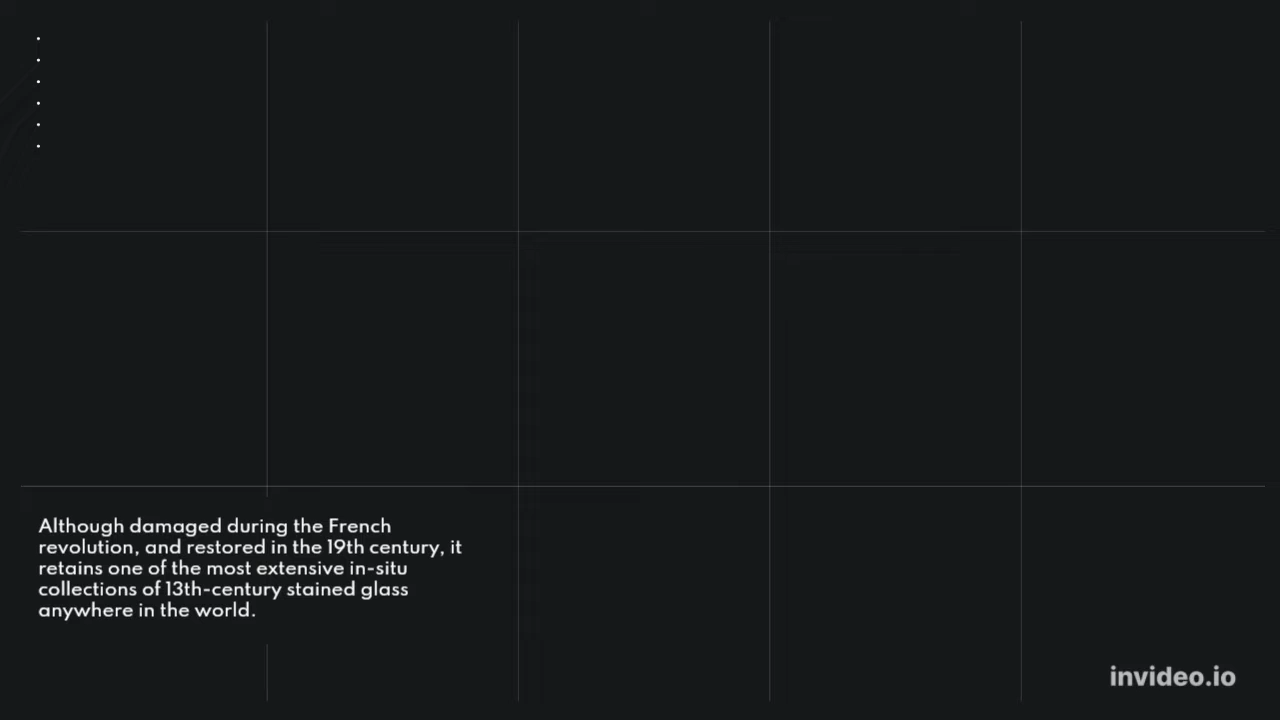 Although damaged during the French
revolution, and restored in the 19th century, it
retains one of the most extensive in-situ
collections of 13th-century stained glass
anywhere in the world.
invideo.io